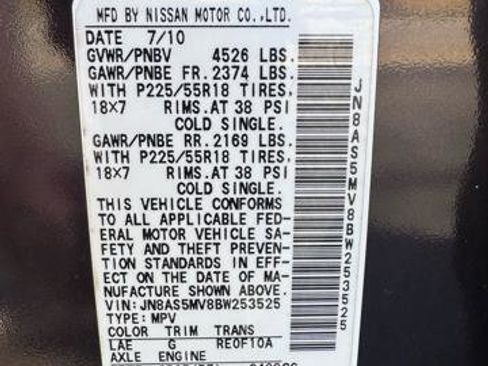 MFD BY NISSAN MOTOR CO.,LTD.
DATE 7/10
GVWR/PNBV 4526 LBS.
GAWR/PNBE FR.2374 LBS.
WITH P225/55R18 TIRES.
18X7 RIMS.AT 38 PSI
COLD SINGLE.
GAWR/PNBE RR.2169 LBS.
WITH P225/55R18 TIRES.
18X7 RIMS.AT 38 PSI
COLD SINGLE.
THIS VEHICLE CONFORMS
TO ALL APPLICABLE FED-
ERAL MOTOR VEHICLE SA-
FETY AND THEFT PREVEN-
TION STANDARDS IN EFF-
ECT ON THE DATE OF MA-
NUFACTURE SHOWN ABOVE.
VIN:JN8AS5MV8BW253525
TYPE:MPV
COLOR TRIM TRANS
LAE G RE0F10A
AXLE ENGINE
JN8AS5MV8BW253525